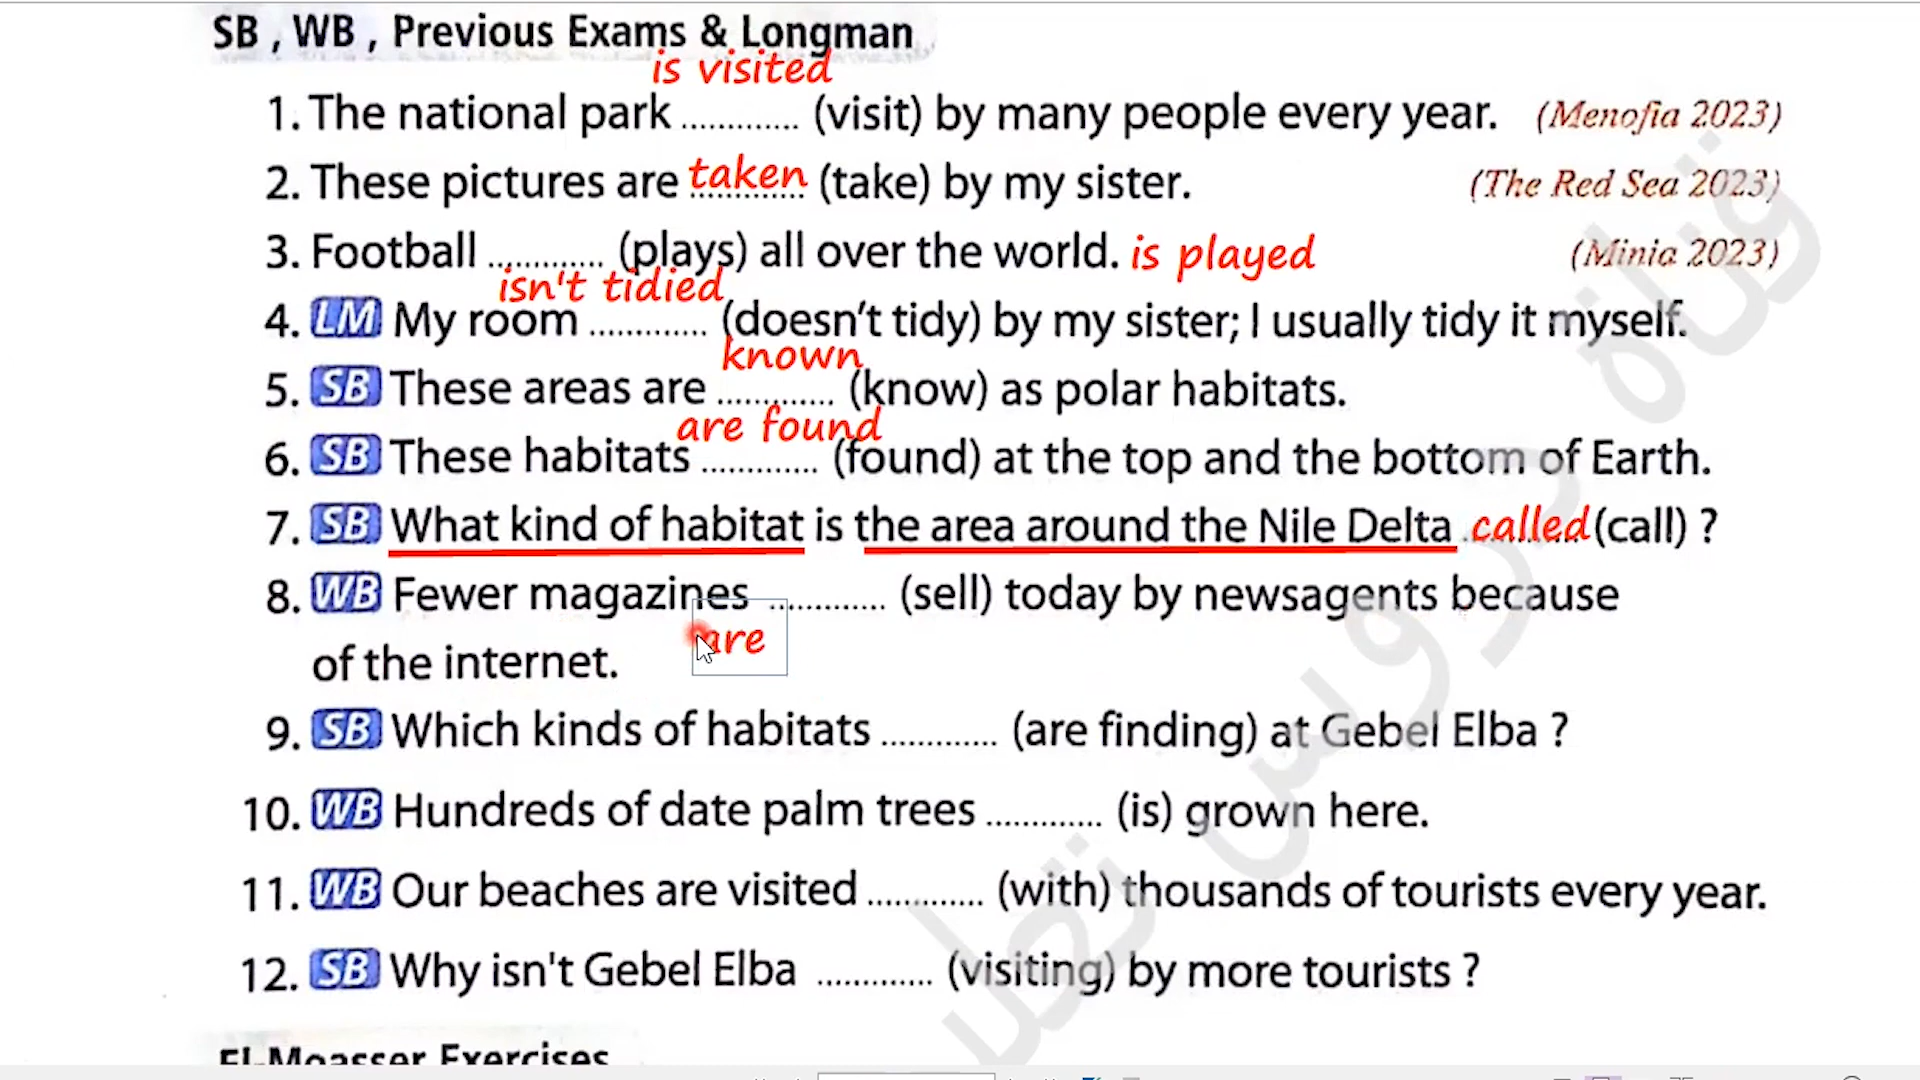 SB , WB , Previous Exams & Longman
is visited
1. The national park ............. (visit) by many people every year. (Menofia 2023)
2. These pictures are taken (take) by my sister. (The Red Sea 2023)
3. Football ............. (plays) all over the world. is played (Minia 2023)
isn't tidied
4. LM My room ............. (doesn't tidy) by my sister; I usually tidy it myself.
known
5. SB These areas are ............. (know) as polar habitats.
are found
6. SB These habitats ............. (found) at the top and the bottom of Earth.
7. SB What kind of habitat is the area around the Nile Delta called (call) ?
8. WB Fewer magazines ............. (sell) today by newsagents because
are
of the internet.
9. SB Which kinds of habitats ............. (are finding) at Gebel Elba ?
10. WB Hundreds of date palm trees ............. (is) grown here.
11. WB Our beaches are visited ............. (with) thousands of tourists every year.
12. SB Why isn't Gebel Elba ............. (visiting) by more tourists ?
El-Moasser Exercises
قناة دروس